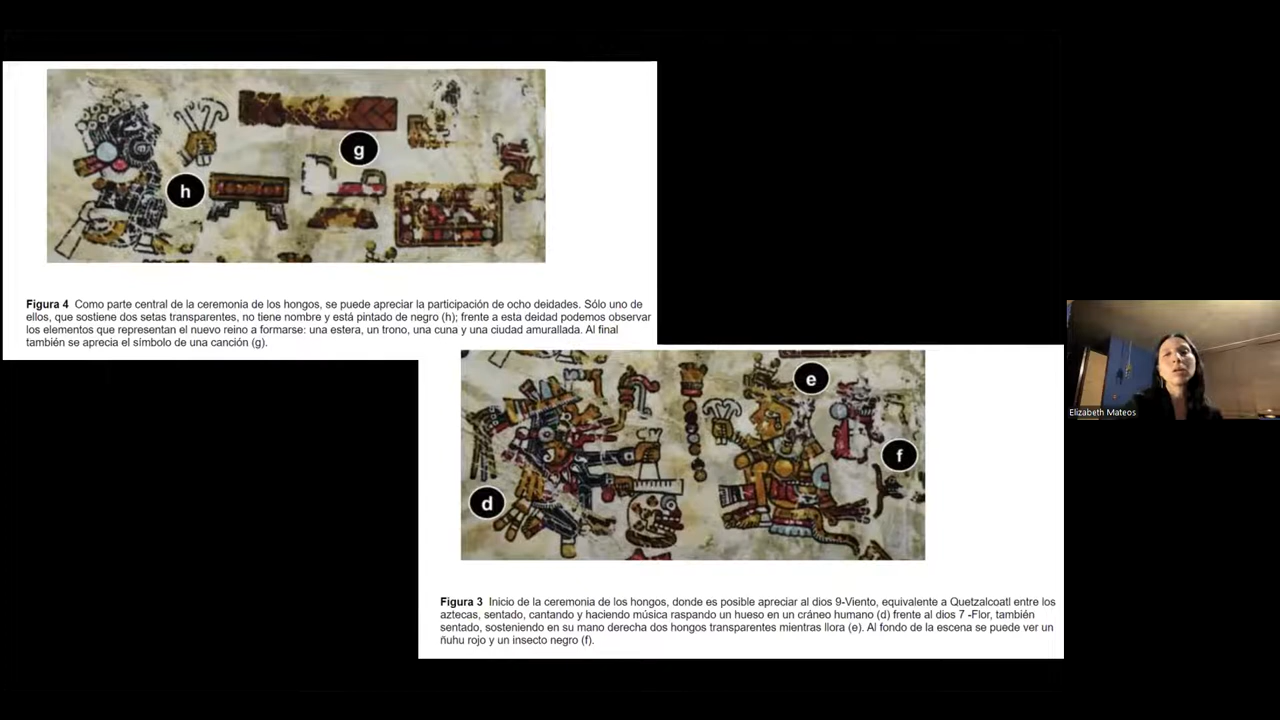 g
h
Figura 4 Como parte central de la ceremonia de los hongos, se puede apreciar la participación de ocho deidades. Sólo uno de
ellos, que sostiene dos setas transparentes, no tiene nombre y está pintado de negro (h); frente a esta deidad podemos observar
los elementos que representan el nuevo reino a formarse: una estera, un trono, una cuna y una ciudad amurallada. Al final
también se aprecia el símbolo de una canción (g).
e
f
d
Elizabeth Mateos
Figura 3 Inicio de la ceremonia de los hongos, donde es posible apreciar al dios 9-Viento, equivalente a Quetzalcoatl entre los
aztecas, sentado, cantando y haciendo música raspando un hueso en un cráneo humano (d) frente al dios 7 -Flor, también
sentado, sosteniendo en su mano derecha dos hongos transparentes mientras llora (e). Al fondo de la escena se puede ver un
ñuhu rojo y un insecto negro (f).